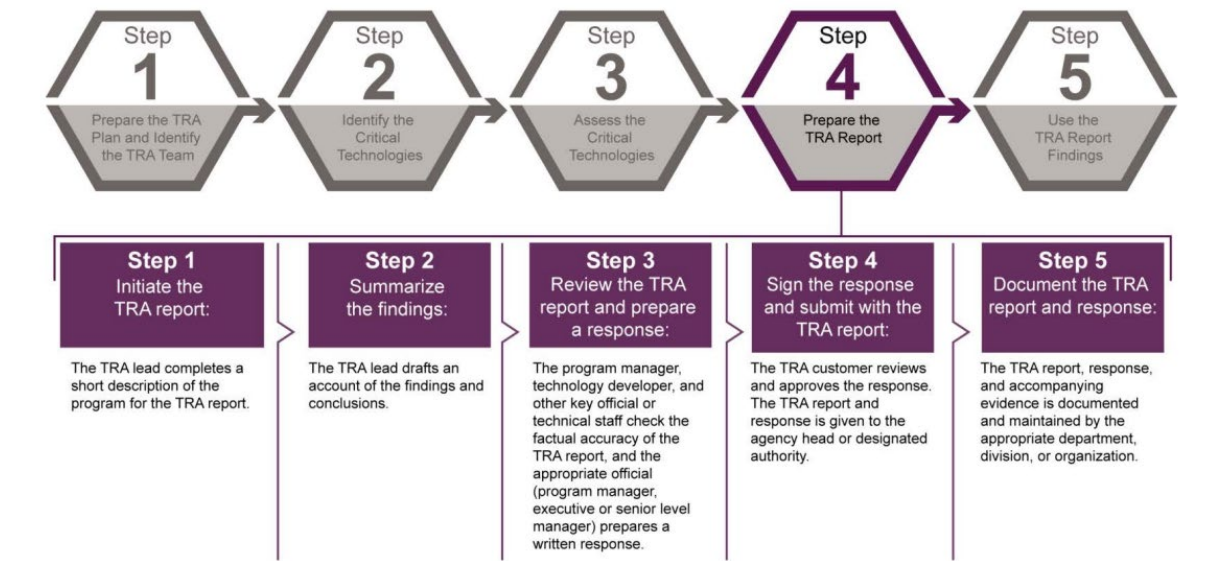 Step
1
Prepare the TRA
Plan and Identify
the TRA Team
Step
2
Identify the
Critical
Technologies
Step
3
Assess the
Critical
Technologies
Step
4
Prepare the
TRA Report
Step
5
Use the
TRA Report
Findings
Step 1
Initiate the
TRA report:
The TRA lead completes a
short description of the
program for the TRA report.
Step 2
Summarize
the findings:
The TRA lead drafts an
account of the findings and
conclusions.
Step 3
Review the TRA
report and prepare
a response:
The program manager,
technology developer, and
other key official or
technical staff check the
factual accuracy of the
TRA report, and the
appropriate official
(program manager,
executive or senior level
manager) prepares a
written response.
Step 4
Sign the response
and submit with the
TRA report:
The TRA customer reviews
and approves the response.
The TRA report and
response is given to the
agency head or designated
authority.
Step 5
Document the TRA
report and response:
The TRA report, response,
and accompanying
evidence is documented
and maintained by the
appropriate department,
division, or organization.